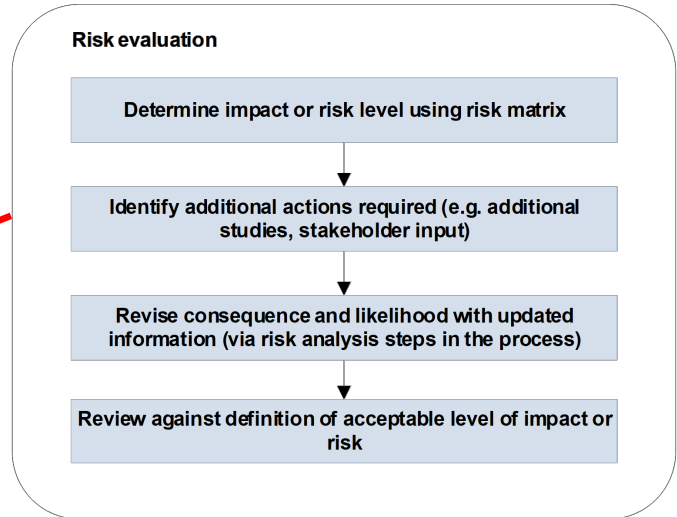 Risk evaluation
Determine impact or risk level using risk matrix
Identify additional actions required (e.g. additional
studies, stakeholder input)
Revise consequence and likelihood with updated
information (via risk analysis steps in the process)
Review against definition of acceptable level of impact or
risk